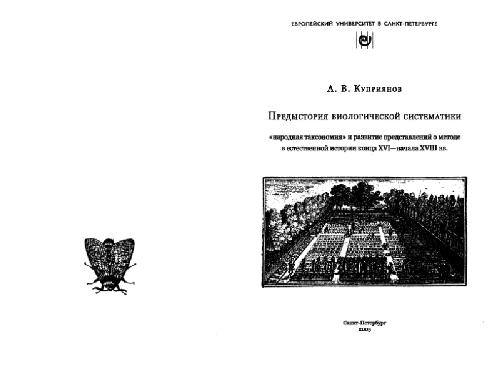 ЕВРОПЕЙСКИЙ УНИВЕРСИТЕТ В САНКТ-ПЕТЕРБУРГЕ
А. В. Куприянов
Предыстория биологической систематики
«народная таксономия» и развитие представлений о методе
в естественной истории конца XVI—начала XVIII вв.
Санкт-Петербург